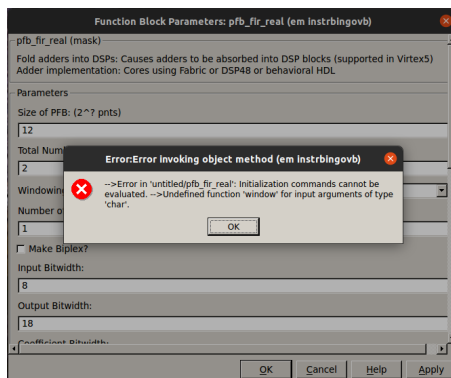 Function Block Parameters: pfb_fir_real (em instrbingovb)
pfb_fir_real (mask)
Fold adders into DSPs: Causes adders to be absorbed into DSP blocks (supported in Virtex5)
Adder implementation: Cores using Fabric or DSP48 or behavioral HDL
Parameters
Size of PFB: (2^? pnts)
12
Total Num
2
Error:Error invoking object method (em instrbingovb)
-->Error in 'untitled/pfb_fir_real': Initialization commands cannot be
evaluated. -->Undefined function 'window' for input arguments of type
'char'.
OK
Windowin
Number o
1
Make Biplex?
Input Bitwidth:
8
Output Bitwidth:
18
Coefficient Bitwidth:
OK
Cancel
Help
Apply